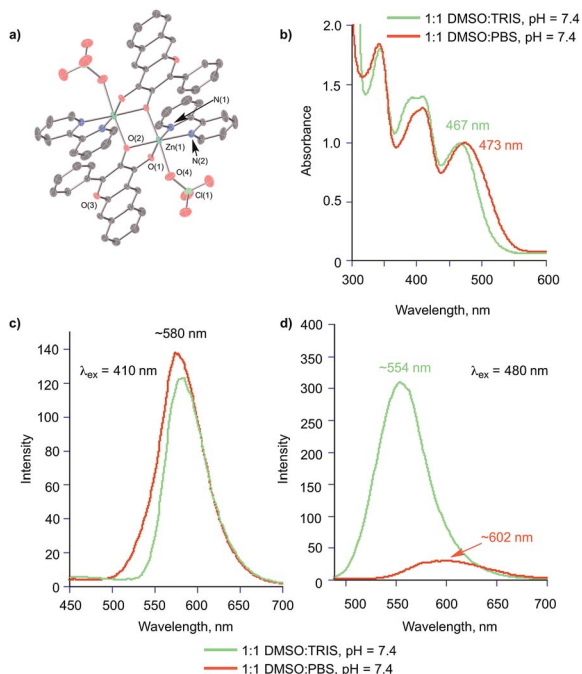 a)
N(1)
O(2)
Zn(1)
N(2)
O(1)
O(4)
O(3)
Cl(1)
b)
1:1 DMSO:TRIS, pH = 7.4
1:1 DMSO:PBS, pH = 7.4
2.0
1.5
1.0
0.5
0
Absorbance
467 nm
473 nm
300 400 500 600
Wavelength, nm
c)
~580 nm
λex = 410 nm
140
120
100
80
60
40
20
0
Intensity
450 500 550 600 650 700
Wavelength, nm
d)
~554 nm
λex = 480 nm
400
350
300
250
200
150
100
50
0
Intensity
~602 nm
500 550 600 650 700
Wavelength, nm
1:1 DMSO:TRIS, pH = 7.4
1:1 DMSO:PBS, pH = 7.4